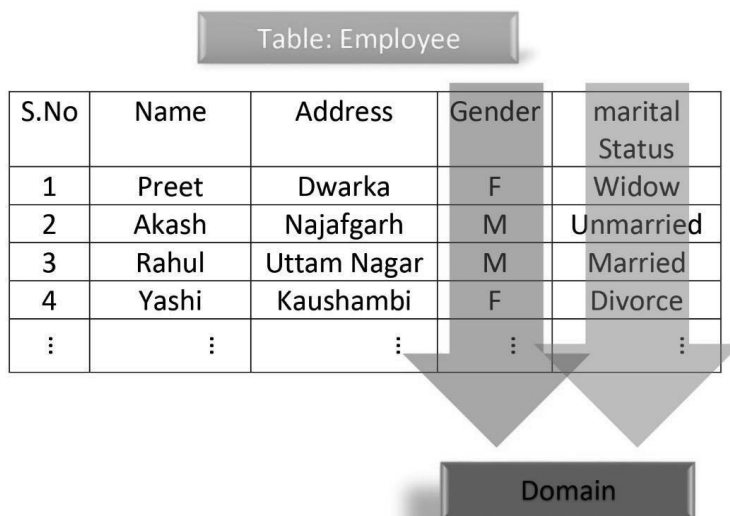 Table: Employee
S.No Name Address Gender marital
Status
1 Preet Dwarka F Widow
2 Akash Najafgarh M Unmarried
3 Rahul Uttam Nagar M Married
4 Yashi Kaushambi F Divorce
⋮ ⋮ ⋮ ⋮ ⋮
Domain